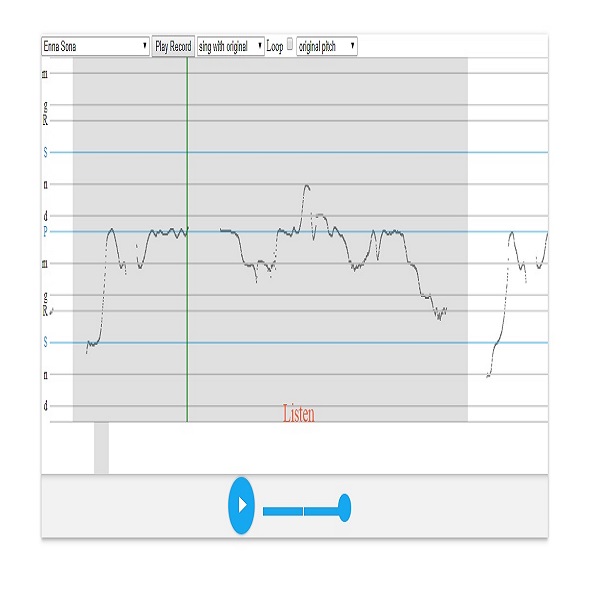 Enna Sona Play Record sing with original Loop original pitch
m
g
R
S
n
d
P
m
g
R
S
n
d
Listen